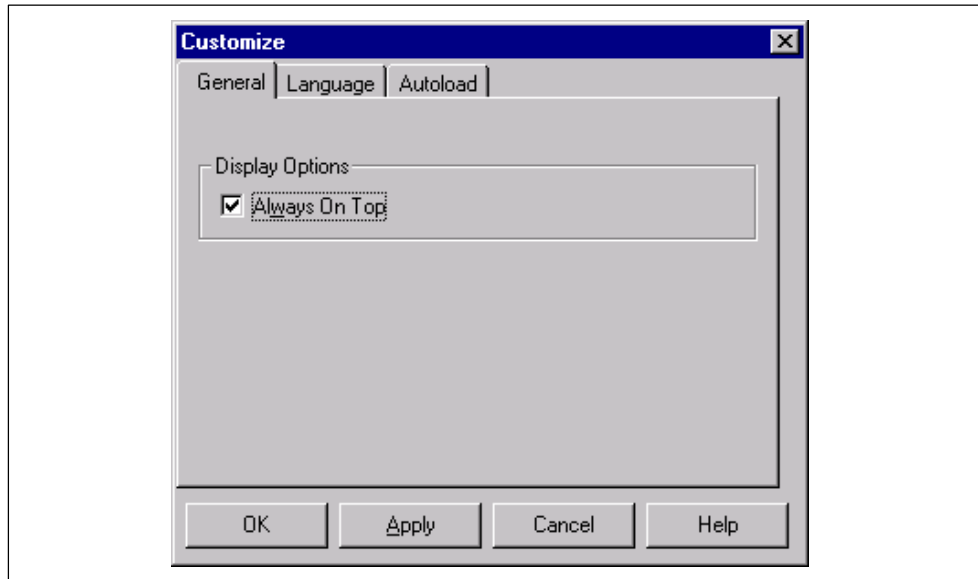 Customize
General Language Autoload
Display Options
Always On Top
OK Apply Cancel Help